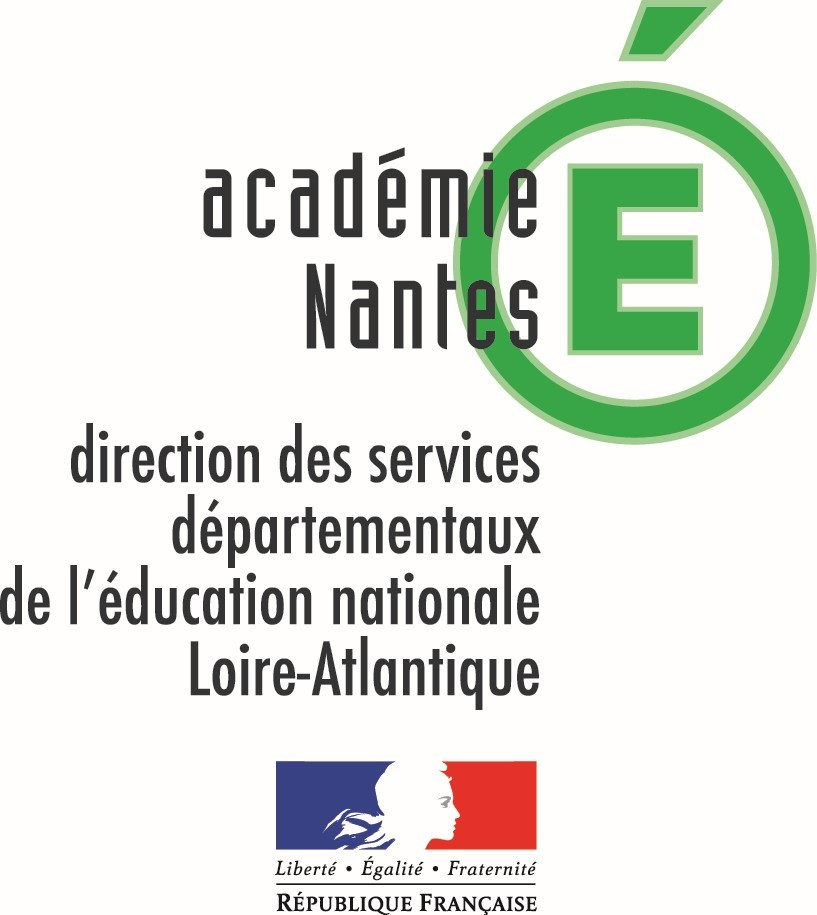 académie
Nantes
É
direction des services
départementaux
de l'éducation nationale
Loire-Atlantique
Liberté • Égalité • Fraternité
RÉPUBLIQUE FRANÇAISE